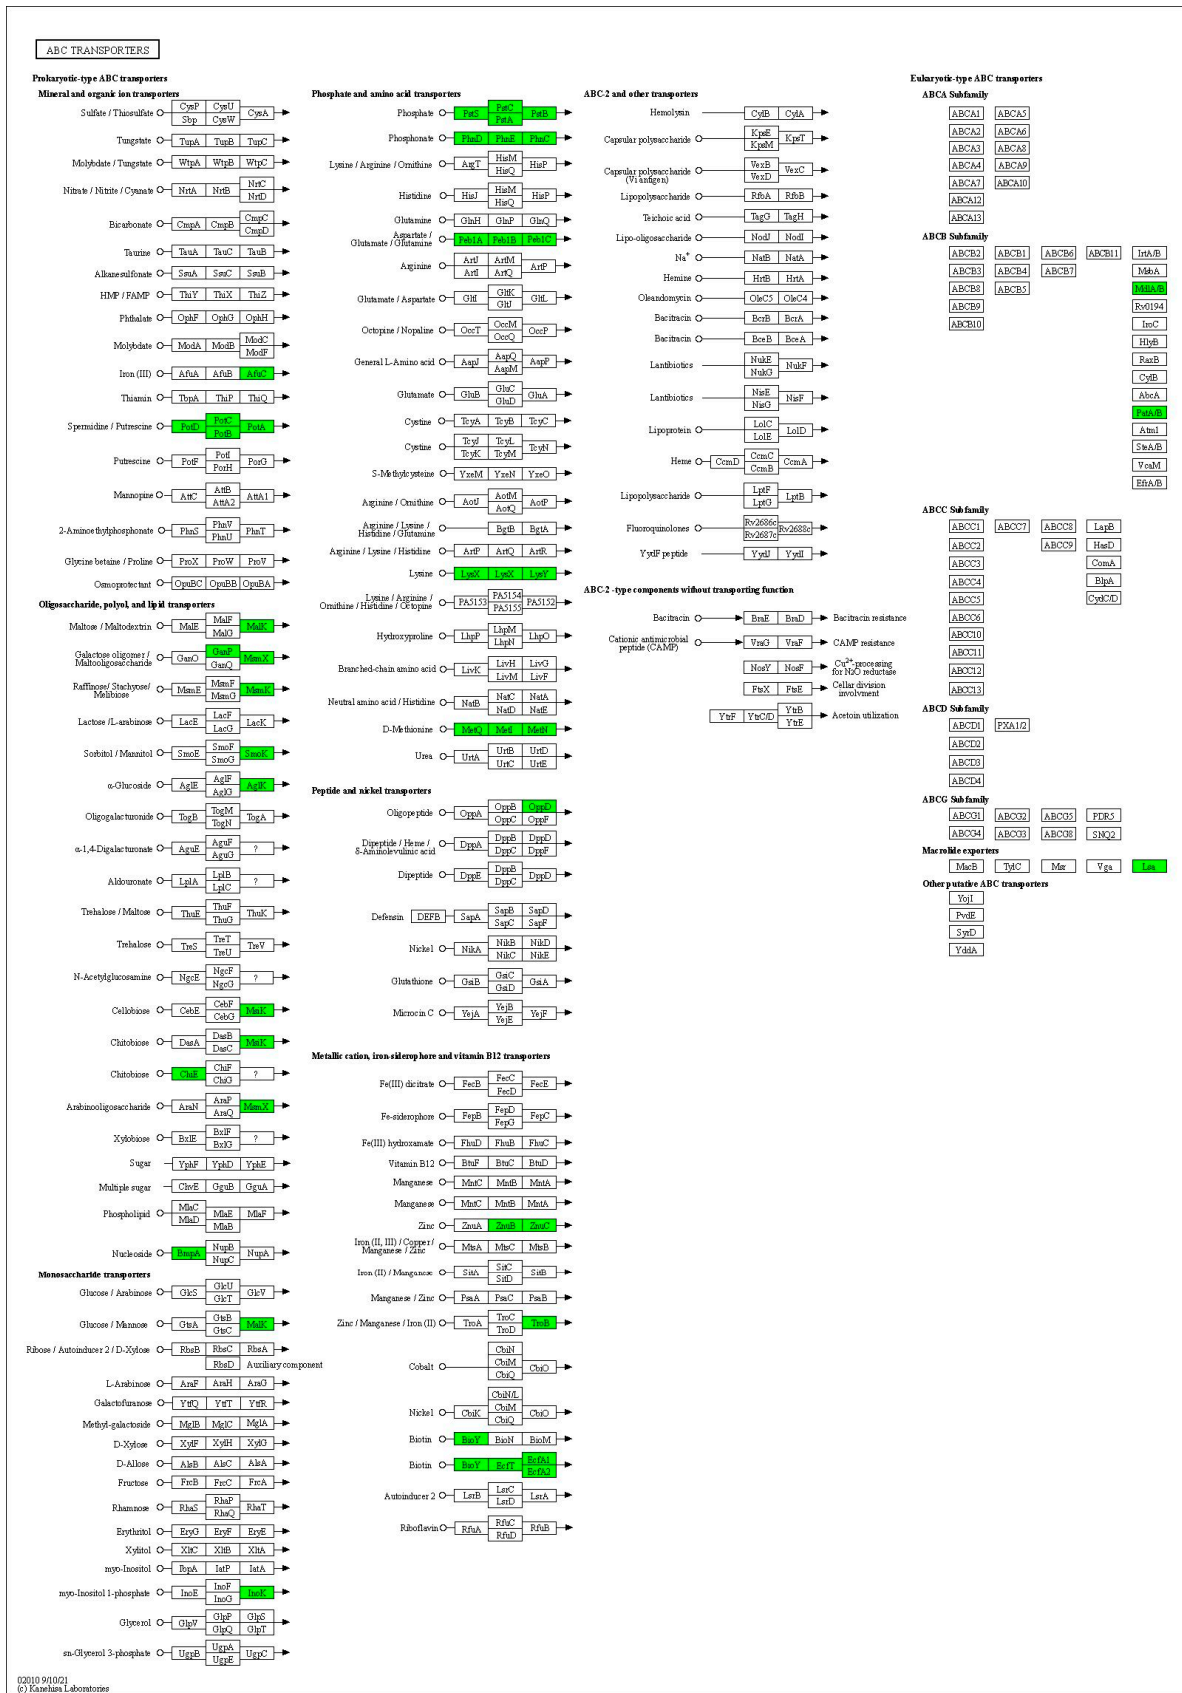 ABC TRANSPORTERS
Prokaryotic-type ABC transporters
Mineral and organic ion transporters
Sulfate / Thiosulfate CysP CysU CysA
Sbp CysW
Tungstate TupA TupB TupC
Molybdate / Tungstate WtpA WtpB WtpC
Nitrate / Nitrite / Cyanate NrtA NrtB NrtC
NrtD
Bicarbonate CmpA CmpB CmpC
CmpD
Taurine TauA TauC TauB
Alkanesulfonate SsuA SsuC SsuB
HMP / FAMP ThiY ThiX ThiZ
Phthalate OphF OphG OphH
Molybdate ModA ModB ModC
ModF
Iron (III) AfuA AfuB AfuC
Thiamin TbpA ThiP ThiQ
Spermidine / Putrescine PotD PotC PotA
PotB
Putrescine PotF PotI PorG
PorH
Mannopine AttC AttB AttA1
AttA2
2-Aminoethylphosphonate PhnS PhnV PhnT
PhnU
Glycine betaine / Proline ProX ProW ProV
Osmoprotectant OpuBC OpuBB OpuBA
Oligosaccharide, polyol, and lipid transporters
Maltose / Maltodextrin MalE MalF MalK
MalG
Galactose oligomer / Maltooligosaccharide GanO GanP MsmX
GanQ
Raffinose / Stachyose / Melibiose MsmE MsmF MsmK
MsmG
Lactose / L-arabinose LacE LacF LacK
LacG
Sorbitol / Mannitol SmoE SmoF SmoK
SmoG
α-Glucoside AglE AglF AglK
AglG
Oligogalacturonide TogB TogM TogA
TogN
α-1,4-Digalacturonate AguE AguF ?
AguG
Aldouronate LplA LplB ?
LplC
Trehalose / Maltose ThuE ThuF ThuK
ThuG
Trehalose TreS TreT TreV
TreU
N-Acetylglucosamine NgcE NgcF ?
NgcG
Cellobiose CebE CebF MsiK
CebG
Chitobiose DasA DasB MsiK
DasC
Chitobiose ChiE ChiF ?
ChiG
Arabinooligosaccharide AraN AraP MsmX
AraQ
Xylobiose BxlE BxlF ?
BxlG
Sugar YphF YphD YphE
Multiple sugar ChvE GguB GguA
Phospholipid MlaC MlaE MlaF
MlaD MlaB
Nucleoside BmpA NupB NupA
NupC
Monosaccharide transporters
Glucose / Arabinose GlcS GlcU GlcV
GlcT
Glucose / Mannose GtsA GtsB MalK
GtsC
Ribose / Autoinducer 2 / D-Xylose RbsB RbsC RbsA
RbsD Auxiliary component
L-Arabinose AraF AraH AraG
Galactofuranose YtfQ YtfT YtfR
Methyl-galactoside MglB MglC MglA
D-Xylose XylF XylH XylG
D-Allose AlsB AlsC AlsA
Fructose FrcB FrcC FrcA
Rhamnose RhaS RhaP RhaT
RhaQ
Erythritol EryG EryF EryE
Xylitol XltC XltB XltA
myo-Inositol IbpA IatP IatA
myo-Inositol 1-phosphate InoE InoF InoK
InoG
Glycerol GlpV GlpP GlpS
GlpQ GlpT
sn-Glycerol 3-phosphate UgpB UgpA UgpC
UgpE
Phosphate and amino acid transporters
Phosphate PstS PstC PstB
PstA
Phosphonate PhnD PhnE PhnC
Lysine / Arginine / Ornithine ArgT HisM HisP
HisQ
Histidine HisJ HisM HisP
HisQ
Glutamine GlnH GlnP GlnQ
Aspartate / Glutamate / Glutamine Peb1A Peb1B Peb1C
Arginine ArtJ ArtM ArtP
ArtI ArtQ
Glutamate / Aspartate GltI GltK GltL
GltJ
Octopine / Nopaline OccT OccM OccP
OccQ
General L-Amino acid AapJ AapQ AapP
AapM
Glutamate GluB GluC GluA
GluD
Cystine TcyA TcyB TcyC
Cystine TcyJ TcyL TcyN
TcyK TcyM
S-Methylcysteine YxeM YxeN YxeO
Arginine / Ornithine AotJ AotM AotP
AotQ
Arginine / Lysine / Histidine / Glutamine BgtB BgtA
Arginine / Lysine / Histidine ArtP ArtQ ArtR
Lysine LysX LysX LysY
Lysine / Arginine / Ornithine / Histidine / Octopine PA5153 PA5154 PA5152
PA5155
Hydroxyproline LhpP LhpM LhpO
LhpN
Branched-chain amino acid LivK LivH LivG
LivM LivF
Neutral amino acid / Histidine NatB NatC NatA
NatD NatE
D-Methionine MetQ MetI MetN
Urea UrtA UrtB UrtD
UrtC UrtE
Peptide and nickel transporters
Oligopeptide OppA OppB OppD
OppC OppF
Dipeptide / Heme / δ-Aminolevulinic acid DppA DppB DppD
DppC DppF
Dipeptide DppE DppB DppD
DppC
Defensin DEFB SapA SapB SapD
SapC SapF
Nickel NikA NikB NikD
NikC NikE
Glutathione GsiB GsiC GsiA
GsiD
Microcin C YejA YejB YejF
YejE
Metallic cation, iron-siderophore and vitamin B12 transporters
Fe(III) dicitrate FecB FecC FecE
FecD
Fe-siderophore FepB FepD FepC
FepG
Fe(III) hydroxamate FhuD FhuB FhuC
Vitamin B12 BtuF BtuC BtuD
Manganese MntC MntB MntA
Manganese MntC MntB MntA
Zinc ZnuA ZnuB ZnuC
Iron (II, III) / Copper / Manganese / Zinc MtsA MtsC MtsB
Iron (II) / Manganese SitA SitC SitB
SitD
Manganese / Zinc PsaA PsaC PsaB
Zinc / Manganese / Iron (II) TroA TroC TroB
TroD
Cobalt CbiN
CbiM CbiO
CbiQ
Nickel CbiK CbiN/L CbiO
CbiM
CbiQ
Biotin BioY BioN BioM
Biotin BioY EcfT EcfA1
EcfA2
Autoinducer 2 LsrB LsrC LsrA
LsrD
Riboflavin RfuA RfuC RfuB
RfuD
ABC-2 and other transporters
Hemolysin CylB CylA
Capsular polysaccharide KpsE KpsT
KpsM
Capsular polysaccharide (Vi antigen) VexB VexC
VexD
Lipopolysaccharide RfbA RfbB
Teichoic acid TagG TagH
Lipo-oligosaccharide NodJ NodI
Na+ NatB NatA
Hemine HrtB HrtA
Oleandomycin OleC5 OleC4
Bacitracin BcrB BcrA
Bacitracin BceB BceA
Lantibiotics NukE NukF
NukG
Lantibiotics NisE NisF
NisG
Lipoprotein LolC LolD
LolE
Heme CcmD CcmC CcmA
CcmB
Lipopolysaccharide LptF LptB
LptG
Fluoroquinolones Rv2686c Rv2688c
Rv2687c
YydF peptide YydJ YydI
ABC-2 -type components without transporting function
Bacitracin BraE BraD Bacitracin resistance
Cationic antimicrobial peptide (CAMP) VraG VraF CAMP resistance
NosY NosF Cu2+-processing for N2O reductase
FtsX FtsE Cellar division involvment
YtrF YtrC/D YtrB Acetoin utilization
YtrE
Eukaryotic-type ABC transporters
ABCA Subfamily
ABCA1 ABCA5
ABCA2 ABCA6
ABCA3 ABCA8
ABCA4 ABCA9
ABCA7 ABCA10
ABCA12
ABCA13
ABCB Subfamily
ABCB2 ABCB1 ABCB6 ABCB11 IrtA/B
ABCB3 ABCB4 ABCB7 MsbA
ABCB8 ABCB5 MdlA/B
ABCB9 Rv0194
ABCB10 IroC
HlyB
RaxB
CylB
AbcA
PatA/B
Atm1
SteA/B
VcaM
EfrA/B
ABCC Subfamily
ABCC1 ABCC7 ABCC8 LapB
ABCC2 ABCC9 HasD
ABCC3 ComA
ABCC4 BlpA
ABCC5 CydC/D
ABCC6
ABCC10
ABCC11
ABCC12
ABCC13
ABCD Subfamily
ABCD1 PXA1/2
ABCD2
ABCD3
ABCD4
ABCG Subfamily
ABCG1 ABCG2 ABCG5 PDR5
ABCG4 ABCG3 ABCG8 SNQ2
Macrolide exporters
MacB TylC Msr Vga Lsa
Other putative ABC transporters
YojI
PvdE
SyrD
YddA
02010 9/10/21
(c) Kanehisa Laboratories